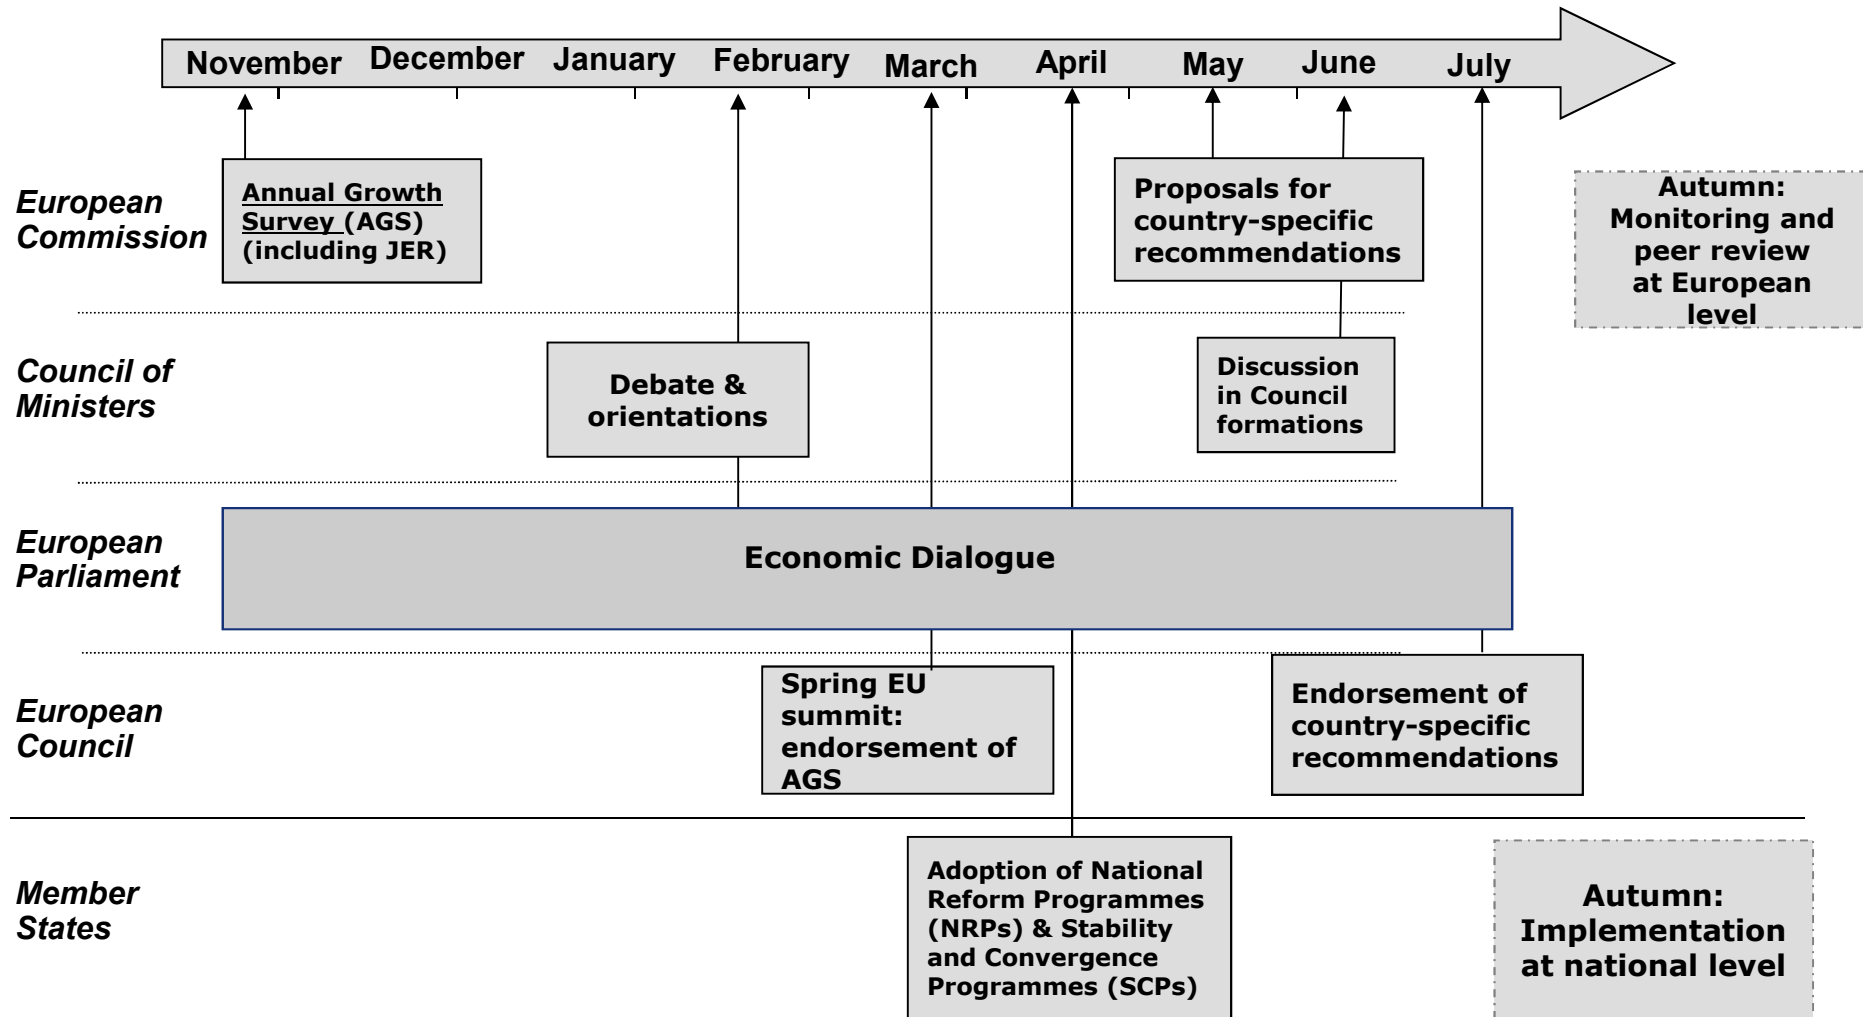 November December January February March April May June July
European
Commission
Annual Growth
Survey (AGS)
(including JER)
Proposals for
country-specific
recommendations
Autumn:
Monitoring and
peer review
at European
level
Council of
Ministers
Debate &
orientations
Discussion
in Council
formations
European
Parliament
Economic Dialogue
European
Council
Spring EU
summit:
endorsement of
AGS
Endorsement of
country-specific
recommendations
Member
States
Adoption of National
Reform Programmes
(NRPs) & Stability
and Convergence
Programmes (SCPs)
Autumn:
Implementation
at national level